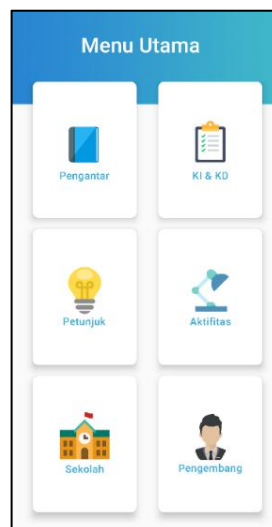 Menu Utama
Pengantar
KI & KD
Petunjuk
Aktifitas
Sekolah
Pengembang